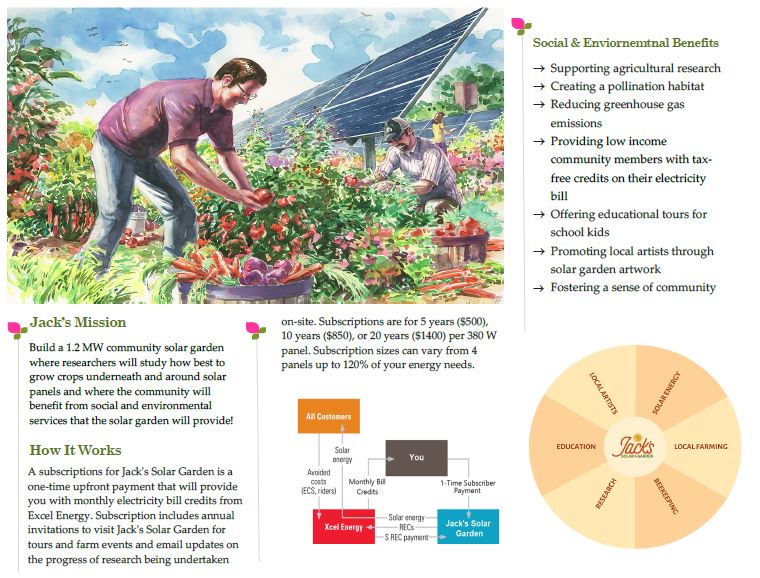 Social & Enviornemtnal Benefits
→ Supporting agricultural research
→ Creating a pollination habitat
→ Reducing greenhouse gas
emissions
→ Providing low income
community members with tax-
free credits on their electricity
bill
→ Offering educational tours for
school kids
→ Promoting local artists through
solar garden artwork
→ Fostering a sense of community
Jack's Mission
Build a 1.2 MW community solar garden
where researchers will study how best to
grow crops underneath and around solar
panels and where the community will
benefit from social and environmental
services that the solar garden will provide!
How It Works
A subscriptions for Jack's Solar Garden is a
one-time upfront payment that will provide
you with monthly electricity bill credits from
Excel Energy. Subscription includes annual
invitations to visit Jack's Solar Garden for
tours and farm events and email updates on
the progress of research being undertaken
on-site. Subscriptions are for 5 years ($500),
10 years ($850), or 20 years ($1400) per 380 W
panel. Subscription sizes can vary from 4
panels up to 120% of your energy needs.
All Customers
Solar
energy
You
Avoided
costs
(ECS, riders)
Monthly Bill
Credits
1-Time Subscriber
Payment
Xcel Energy
Solar energy
RECs
S REC payment
Jack's Solar
Garden
LOCAL ARTISTS
SOLAR ENERGY
EDUCATION
Jack's
SOLAR GARDEN
LOCAL FARMING
RESEARCH
BEEKEEPING